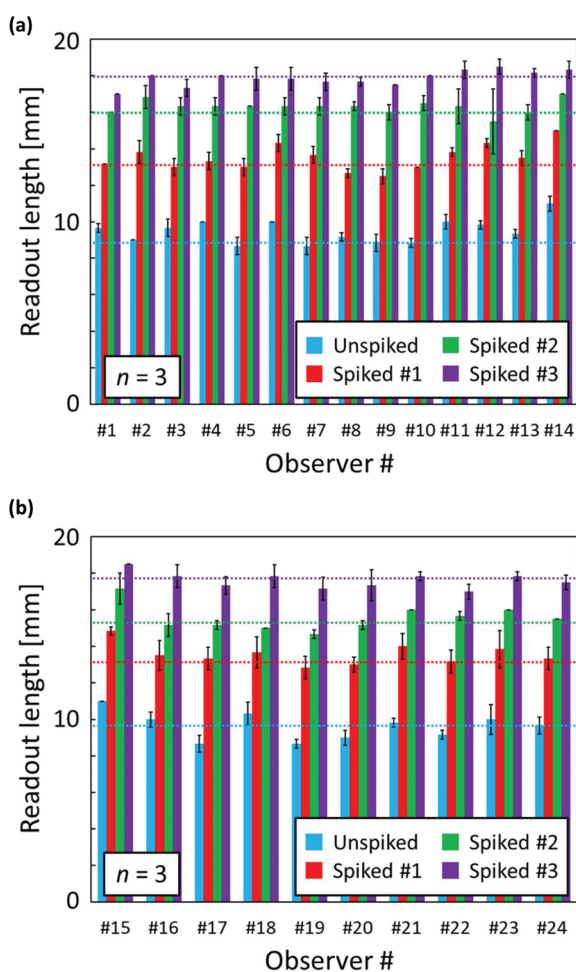 (a)
20
10
0
Readout length [mm]
Unspiked
Spiked #1
Spiked #2
Spiked #3
n = 3
#1 #2 #3 #4 #5 #6 #7 #8 #9 #10 #11 #12 #13 #14
Observer #
(b)
20
10
0
Readout length [mm]
Unspiked
Spiked #1
Spiked #2
Spiked #3
n = 3
#15 #16 #17 #18 #19 #20 #21 #22 #23 #24
Observer #